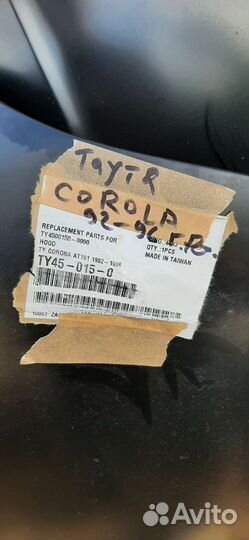 TayTa
COROLA
92-96 г.в.
REPLACEMENT PARTS FOR
TY4500150-0000
QTY. :1PCS
HOOD
MADE IN TAIWAN
TY CORONA AT191 1992-1996
TY45-015-0
Avito